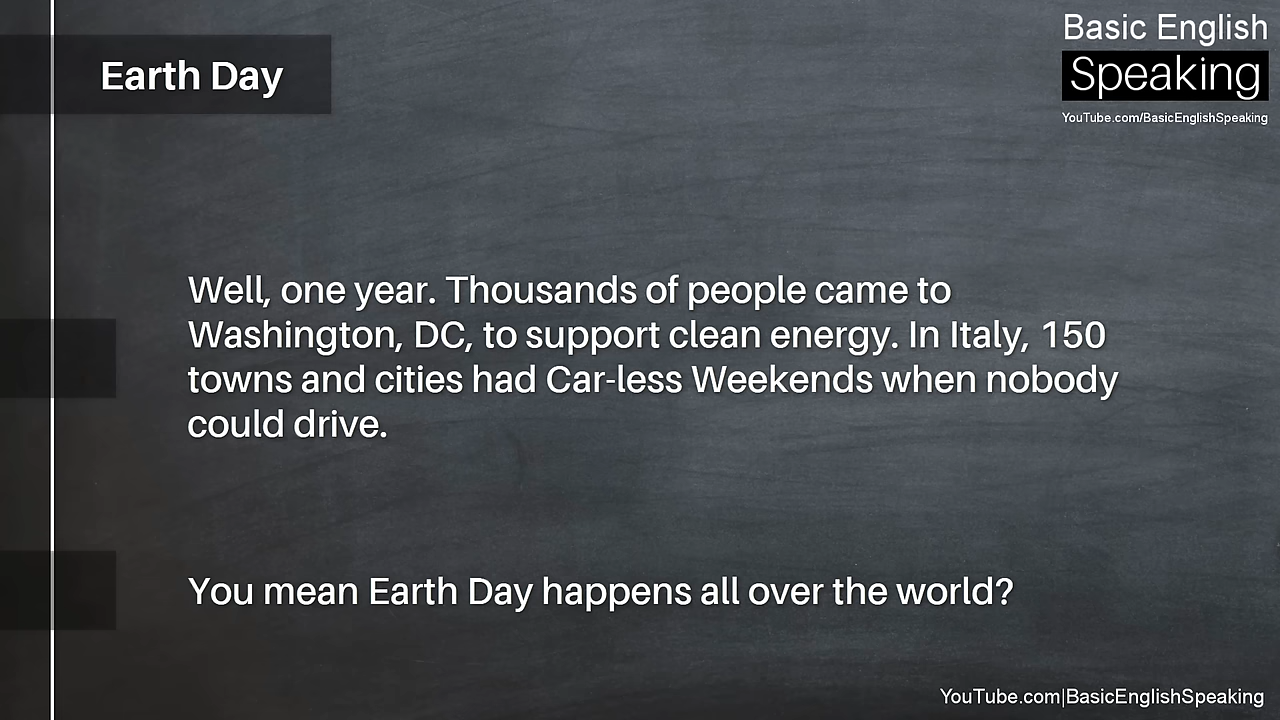 Basic English
Speaking
YouTube.com/BasicEnglishSpeaking
Earth Day
Well, one year. Thousands of people came to
Washington, DC, to support clean energy. In Italy, 150
towns and cities had Car-less Weekends when nobody
could drive.
You mean Earth Day happens all over the world?
YouTube.com|BasicEnglishSpeaking